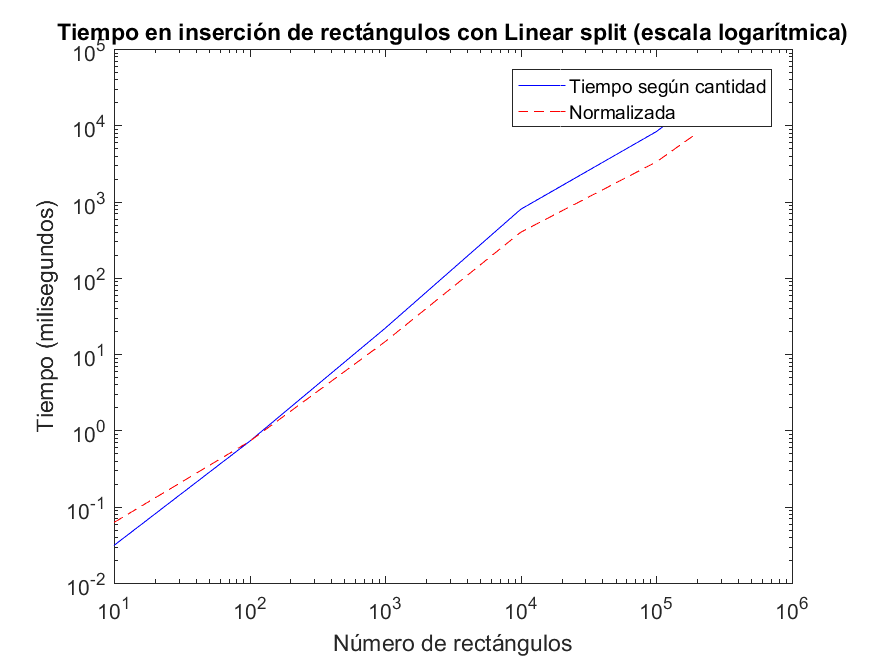 Tiempo en inserción de rectángulos con Linear split (escala logarítmica)
10^5
Tiempo según cantidad
Normalizada
10^4
10^3
10^2
10^1
10^0
10^-1
10^-2
Tiempo (milisegundos)
10^1 10^2 10^3 10^4 10^5 10^6
Número de rectángulos